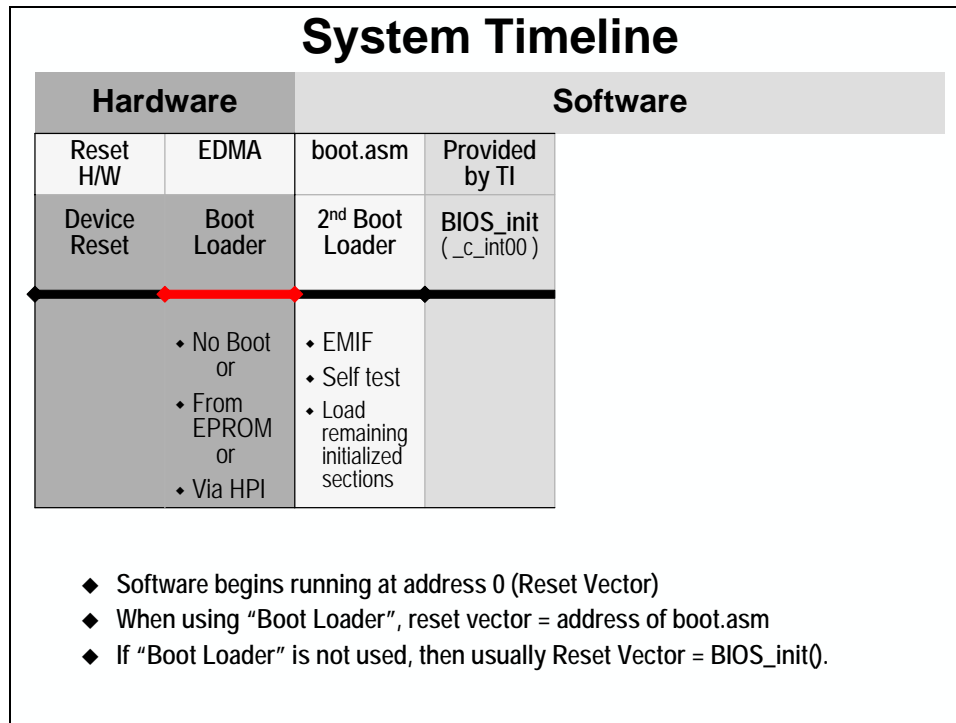 System Timeline
Hardware
Software
Reset
H/W
EDMA
boot.asm
Provided
by TI
Device
Reset
Boot
Loader
2nd Boot
Loader
BIOS_init
( _c_int00 )
◆ No Boot
or
◆ From
EPROM
or
◆ Via HPI
◆ EMIF
◆ Self test
◆ Load
remaining
initialized
sections
◆ Software begins running at address 0 (Reset Vector)
◆ When using “Boot Loader”, reset vector = address of boot.asm
◆ If “Boot Loader” is not used, then usually Reset Vector = BIOS_init().